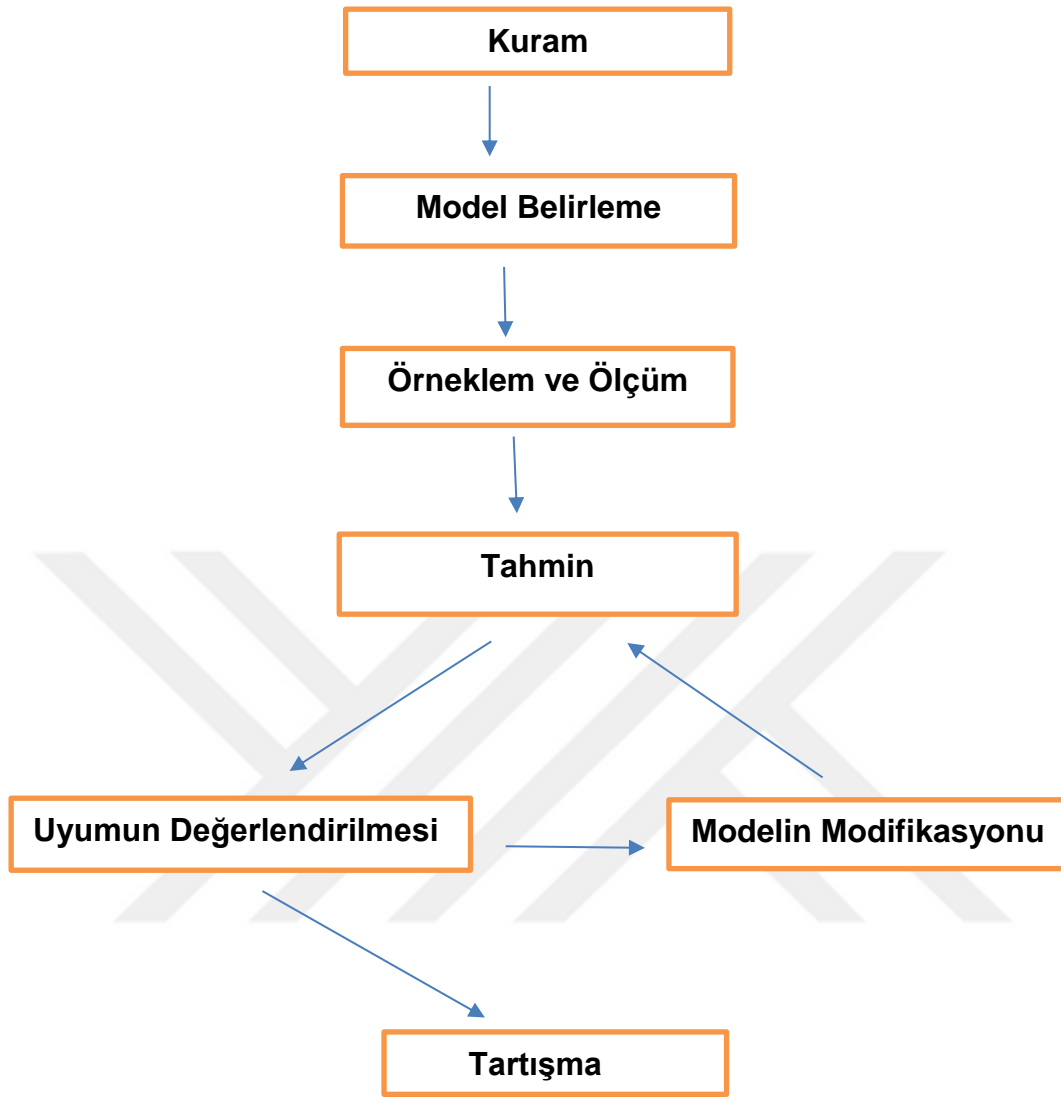 Kuram
Model Belirleme
Örneklem ve Ölçüm
Tahmin
Uyumun Değerlendirilmesi
Modelin Modifikasyonu
Tartışma